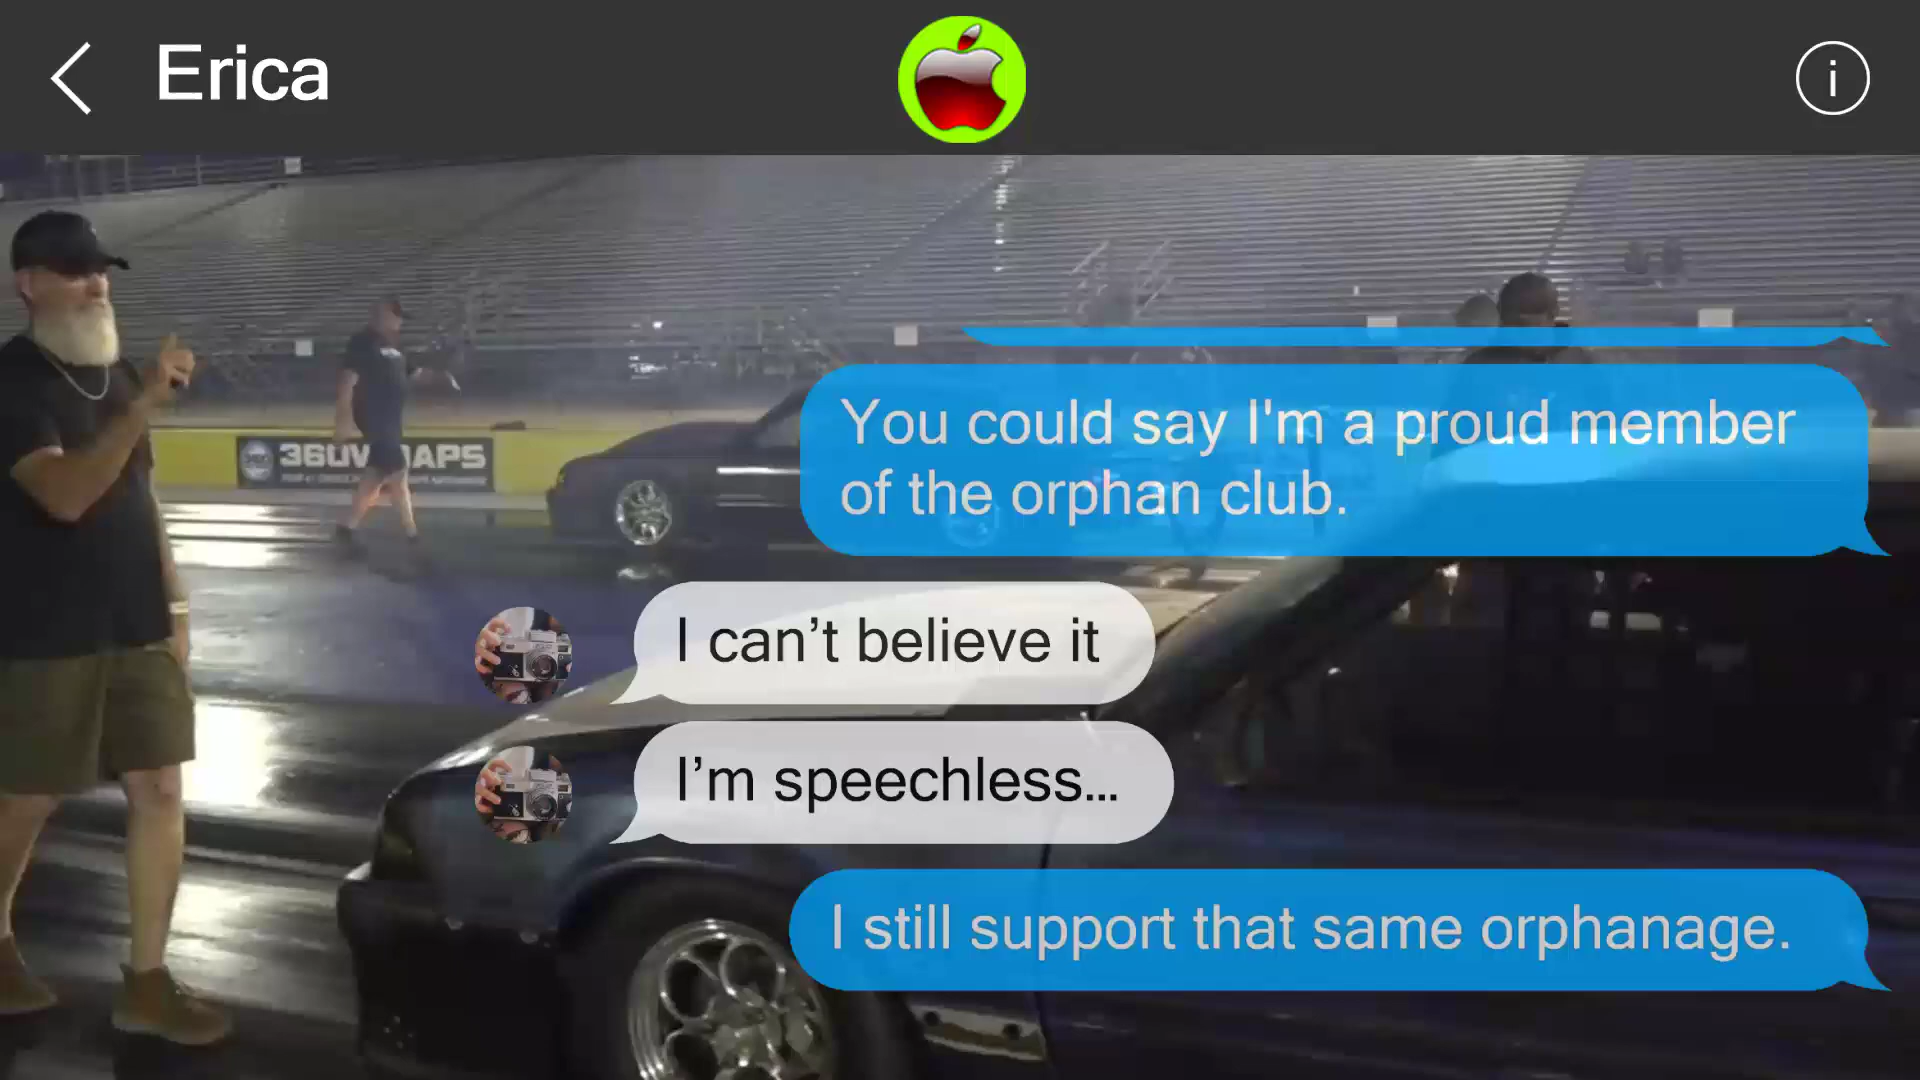 Erica
You could say I'm a proud member
of the orphan club.
I can’t believe it
I’m speechless...
I still support that same orphanage.